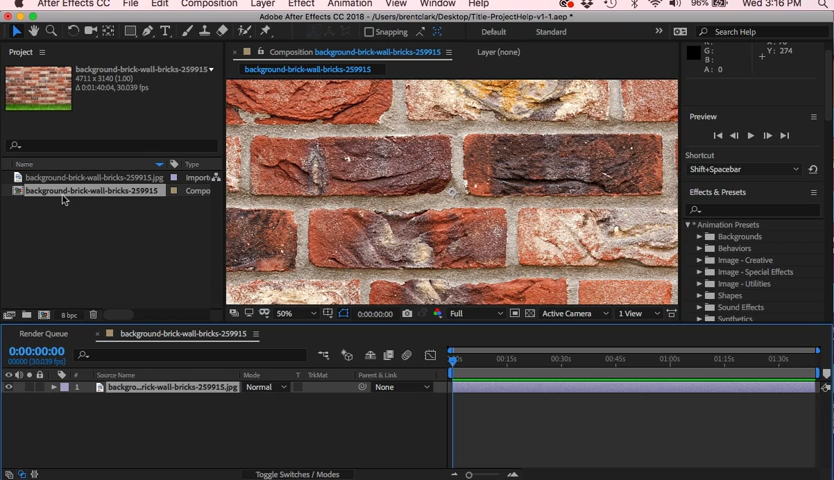 After Effects CC File Edit Composition Layer Effect Animation View Window Help 96% Wed 3:16 PM
Adobe After Effects CC 2018 - /Users/brentclark/Desktop/Title-ProjectHelp-v1-1.aep *
Snapping Default Standard Search Help
Project
background-brick-wall-bricks-259915
4711 x 3140 (1.00)
Δ 0:01:40:04, 30.039 fps
Name Type
background-brick-wall-bricks-259915.jpg Import
background-brick-wall-bricks-259915 Compo
8 bpc
Composition background-brick-wall-bricks-259915
Layer (none)
background-brick-wall-bricks-259915
50% 0:00:00:00 Full Active Camera 1 View
G:
B:
A: 0
Y: 274
Preview
Shortcut
Shift+Spacebar
Effects & Presets
* Animation Presets
Backgrounds
Behaviors
Image - Creative
Image - Special Effects
Image - Utilities
Shapes
Sound Effects
Synthetics
Render Queue background-brick-wall-bricks-259915
0:00:00:00
00000 (30.039 fps)
00:15s 00:30s 00:45s 01:00s 01:15s 01:30s
# Source Name Mode T TrkMat Parent & Link
1 backgro...rick-wall-bricks-259915.jpg Normal None
Toggle Switches / Modes